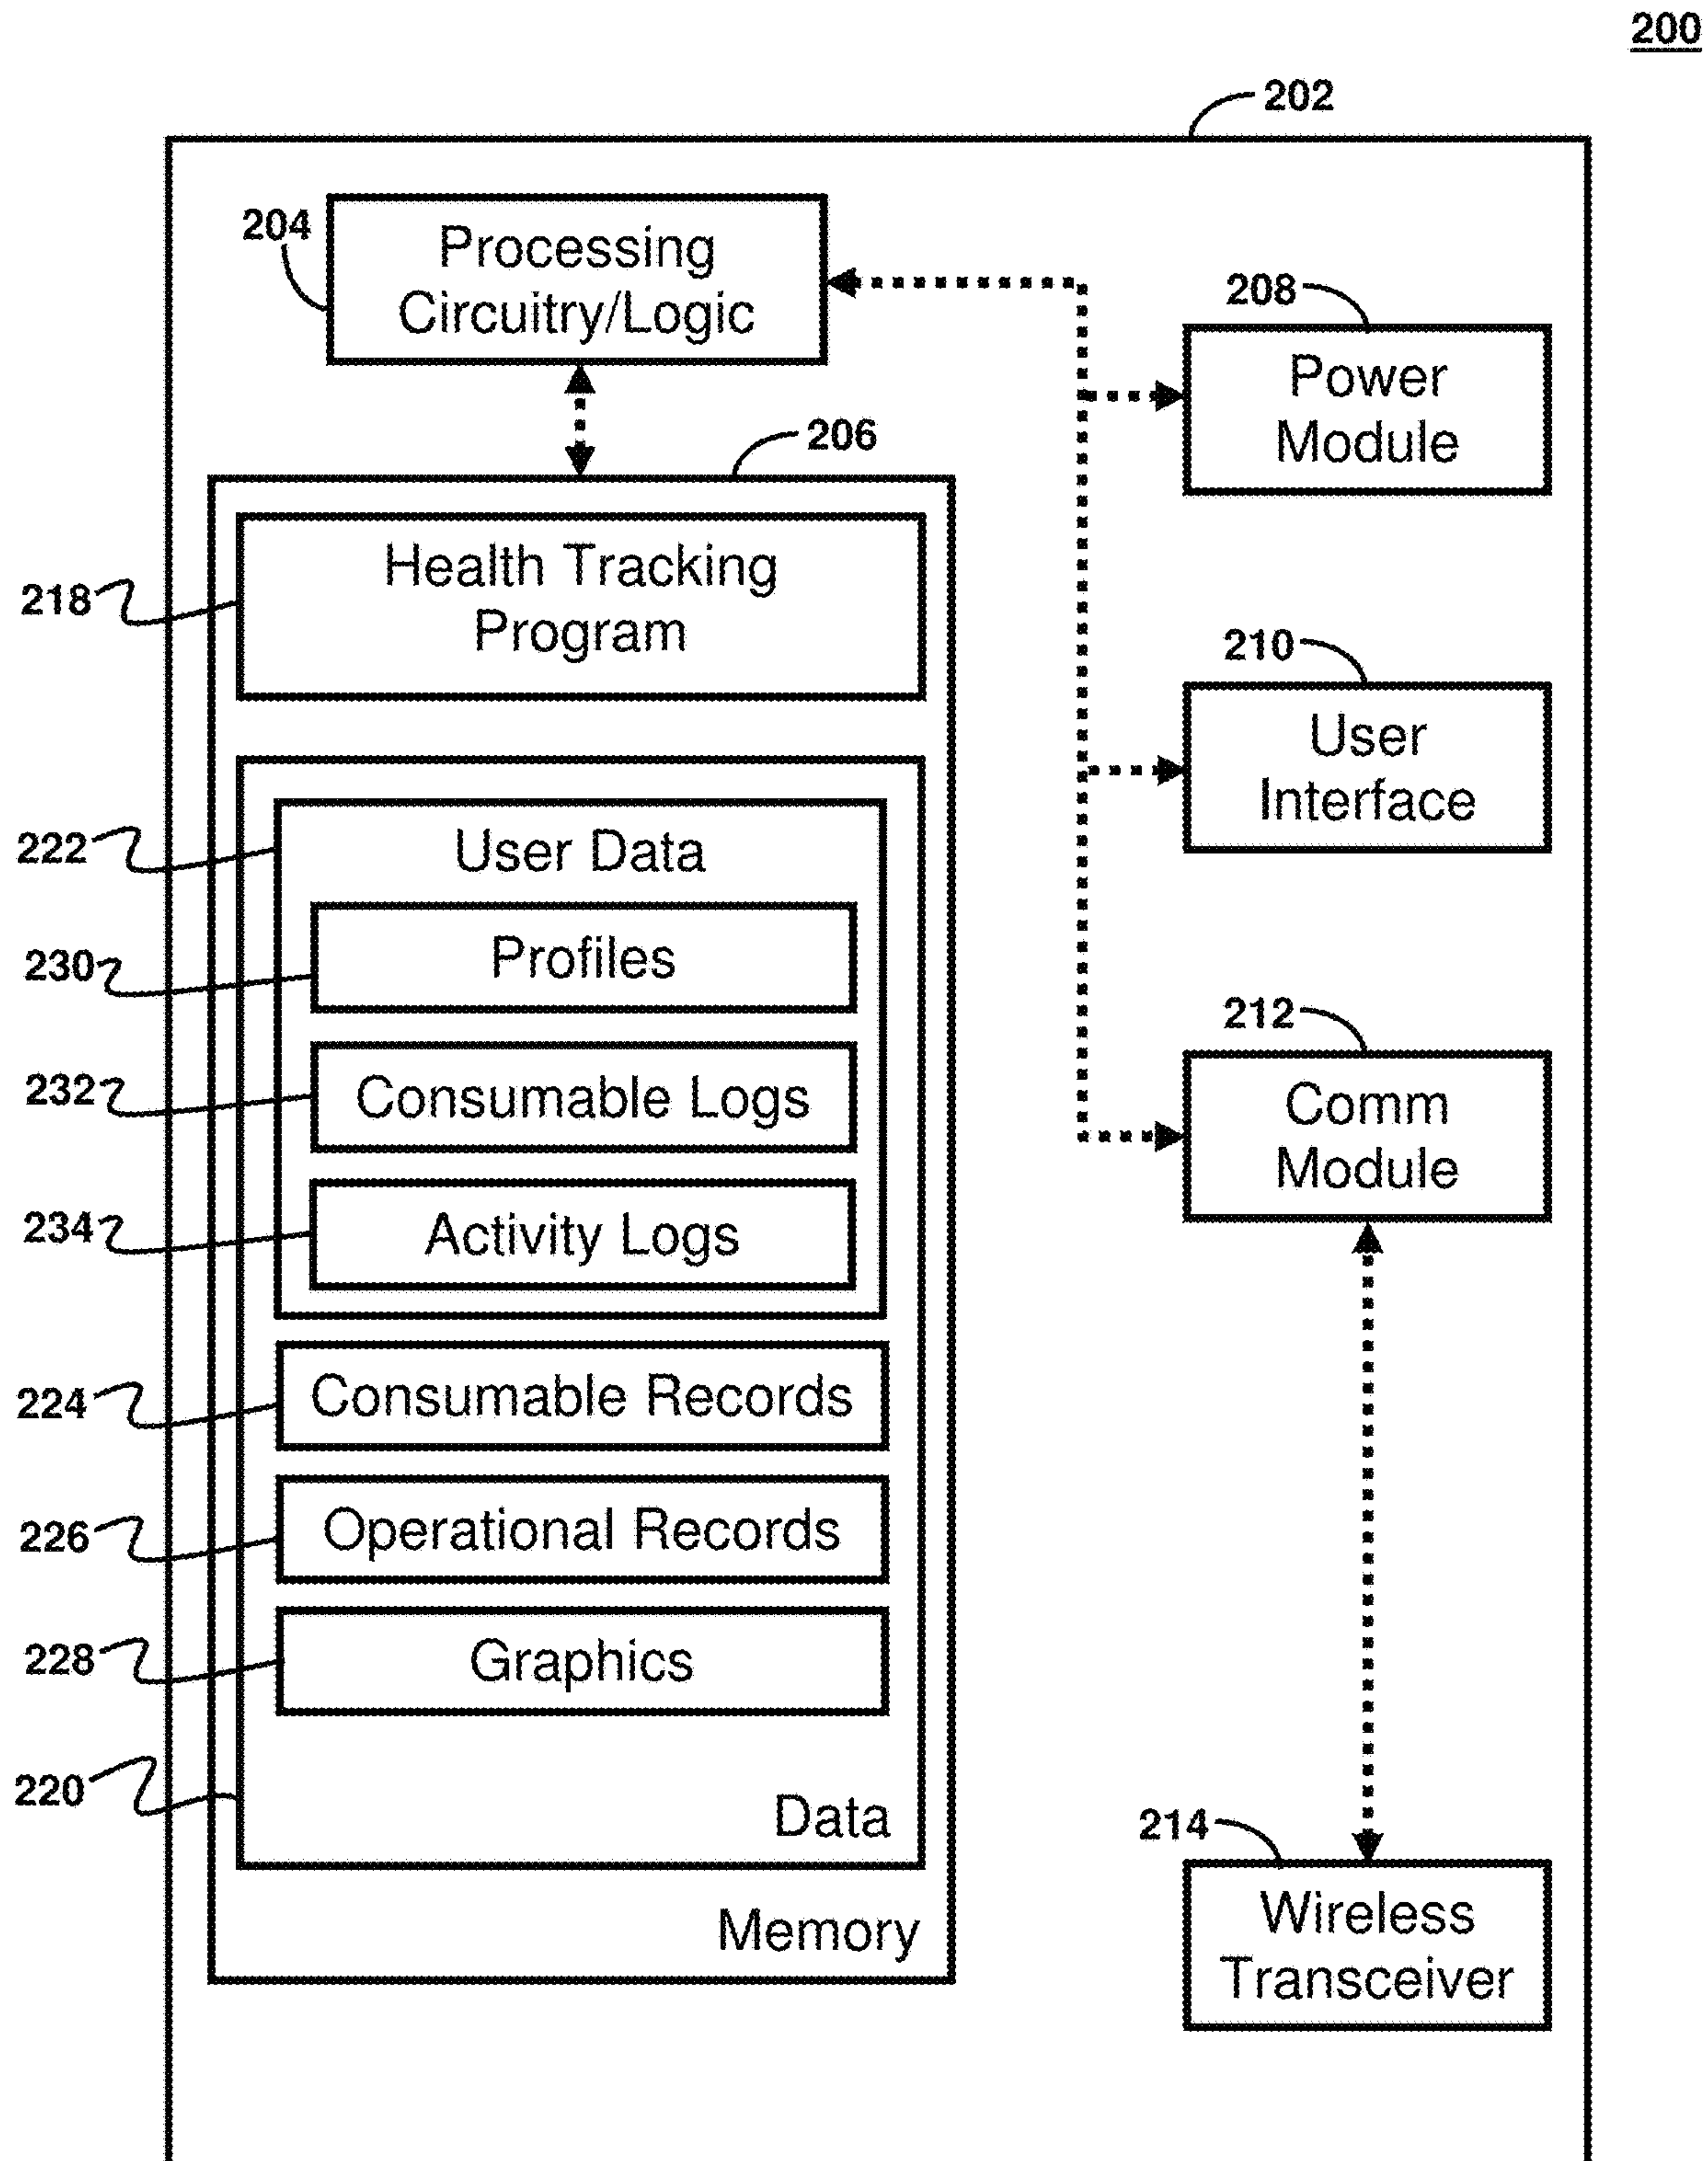 200
202
204
Processing
Circuitry/Logic
208
Power
Module
206
218
Health Tracking
Program
210
User
Interface
222
User Data
230
Profiles
212
Comm
Module
232
Consumable Logs
234
Activity Logs
224
Consumable Records
226
Operational Records
228
Graphics
220
Data
214
Wireless
Transceiver
Memory